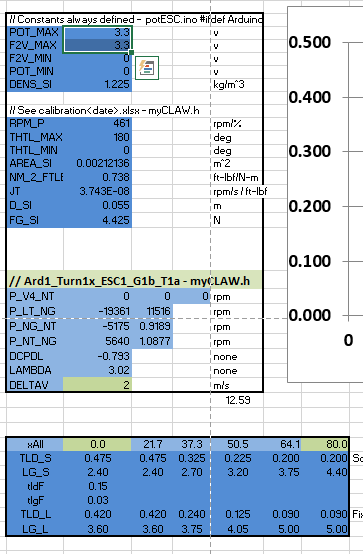 // Constants always defined - potESC.ino #ifdef Arduino
POT_MAX 3.3 v
F2V_MAX 3.3 v
F2V_MIN 0 v
POT_MIN 0 v
DENS_SI 1.225 kg/m^3
// See calibration<date>.xlsx - myCLAW.h
RPM_P 461 rpm/%
THTL_MAX 180 deg
THTL_MIN 0 deg
AREA_SI 0.00212136 m^2
NM_2_FTLE 0.738 ft-lbf/N-m
JT 3.743E-08 rpm/s / ft-lbf
D_SI 0.055 m
FG_SI 4.425 N
// Ard1_Turn1x_ESC1_G1b_T1a - myCLAW.h
P_V4_NT 0 0 0 rpm
P_LT_NG -19361 11516 rpm
P_NG_NT -5175 0.9189 rpm
P_NT_NG 5640 1.0877 rpm
DCPDL -0.793 none
LAMBDA 3.02 none
DELTAV 2 m/s
12.59
xAll 0.0 21.7 37.3 50.5 64.1 80.0
TLD_S 0.475 0.475 0.325 0.225 0.200 0.200 Sc
LG_S 2.40 2.40 2.70 3.20 3.75 4.40
tldF 0.15
tlgF 0.03
TLD_L 0.420 0.420 0.240 0.125 0.090 0.090 Fix
LG_L 3.60 3.60 3.75 4.05 5.00 5.00
0.500
0.400
0.300
0.200
0.100
0.000
0